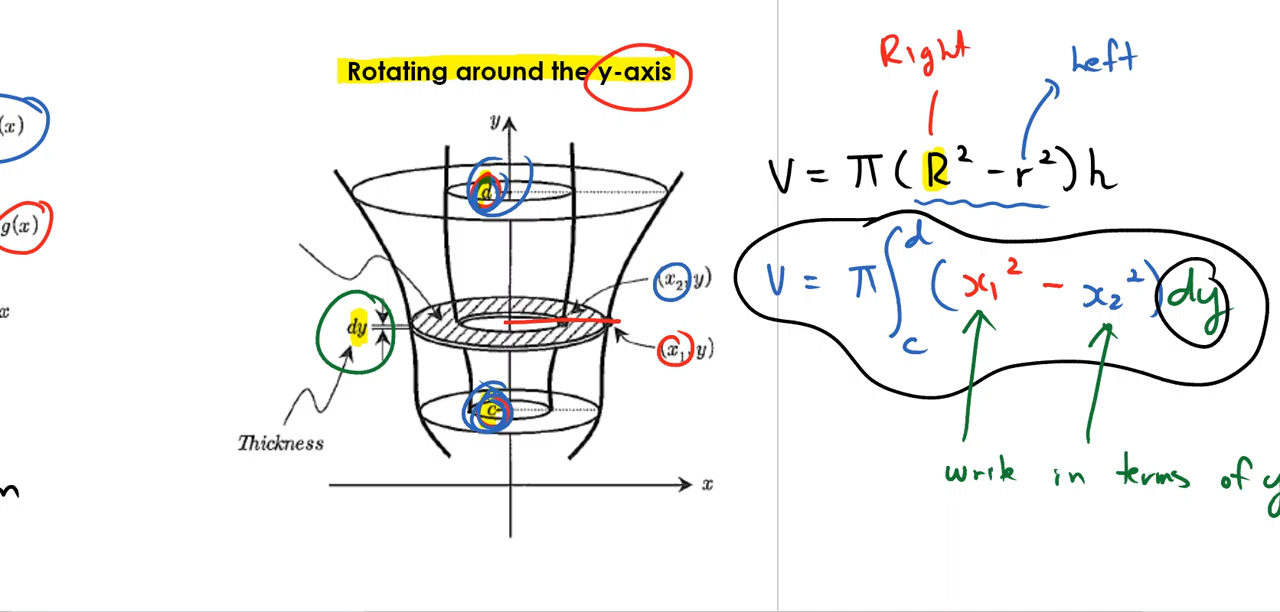 Rotating around the y-axis
Right
Left
(x)
g(x)
x
n
y
d
(x₂, y)
dy
(x₁, y)
c
Thickness
x
V = π ( R² - r² ) h
V = π ∫ᶜᵈ ( x₁² - x₂² ) dy
write in terms of y